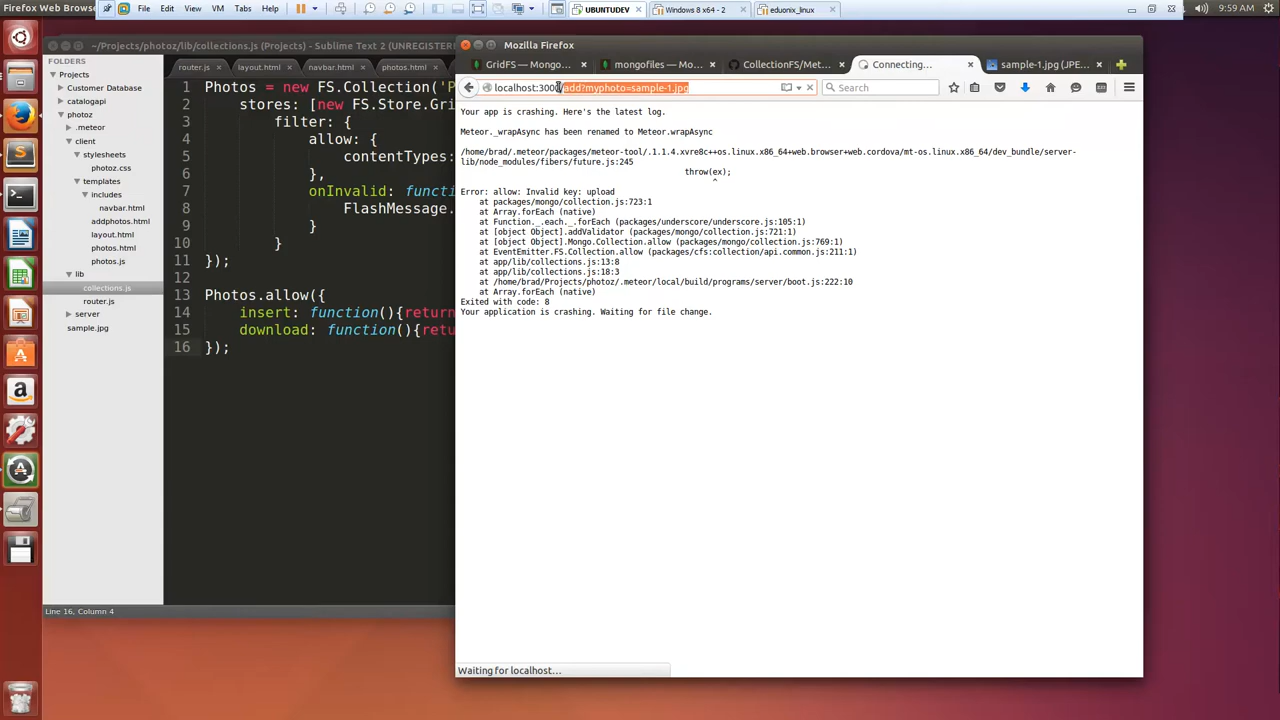 Firefox Web Browser
File Edit View VM Tabs Help
UBUNTUDEV
Windows 8 x64 - 2
eduonix_linux
9:59 AM
~/Projects/photoz/lib/collections.js (Projects) - Sublime Text 2 (UNREGISTER
FOLDERS
Projects
Customer Database
catalogapi
photoz
.meteor
client
stylesheets
photoz.css
templates
includes
navbar.html
addphotos.html
layout.html
photos.html
photos.js
lib
collections.js
router.js
server
sample.jpg
router.js
layout.html
navbar.html
photos.html
1 Photos = new FS.Collection('P
2 stores: [new FS.Store.Gri
3 filter: {
4 allow: {
5 contentTypes:
6 },
7 onInvalid: functi
8 FlashMessage.
9 }
10 }
11 });
12
13 Photos.allow({
14 insert: function(){return
15 download: function(){retu
16 });
Line 16, Column 4
Mozilla Firefox
GridFS — Mongo...
mongofiles — Mo...
CollectionFS/Met...
Connecting...
sample-1.jpg (JPE...
localhost:3000/add?myphoto=sample-1.jpg
Search
Your app is crashing. Here's the latest log.
Meteor._wrapAsync has been renamed to Meteor.wrapAsync
/home/brad/.meteor/packages/meteor-tool/.1.1.4.xvre8c++os.linux.x86_64+web.browser+web.cordova/mt-os.linux.x86_64/dev_bundle/server-
lib/node_modules/fibers/future.js:245
throw(ex);
^
Error: allow: Invalid key: upload
at packages/mongo/collection.js:723:1
at Array.forEach (native)
at Function._.each._.forEach (packages/underscore/underscore.js:105:1)
at [object Object].addValidator (packages/mongo/collection.js:721:1)
at [object Object].Mongo.Collection.allow (packages/mongo/collection.js:769:1)
at EventEmitter.FS.Collection.allow (packages/cfs:collection/api.common.js:211:1)
at app/lib/collections.js:13:8
at app/lib/collections.js:18:3
at /home/brad/Projects/photoz/.meteor/local/build/programs/server/boot.js:222:10
at Array.forEach (native)
Exited with code: 8
Your application is crashing. Waiting for file change.
Waiting for localhost...